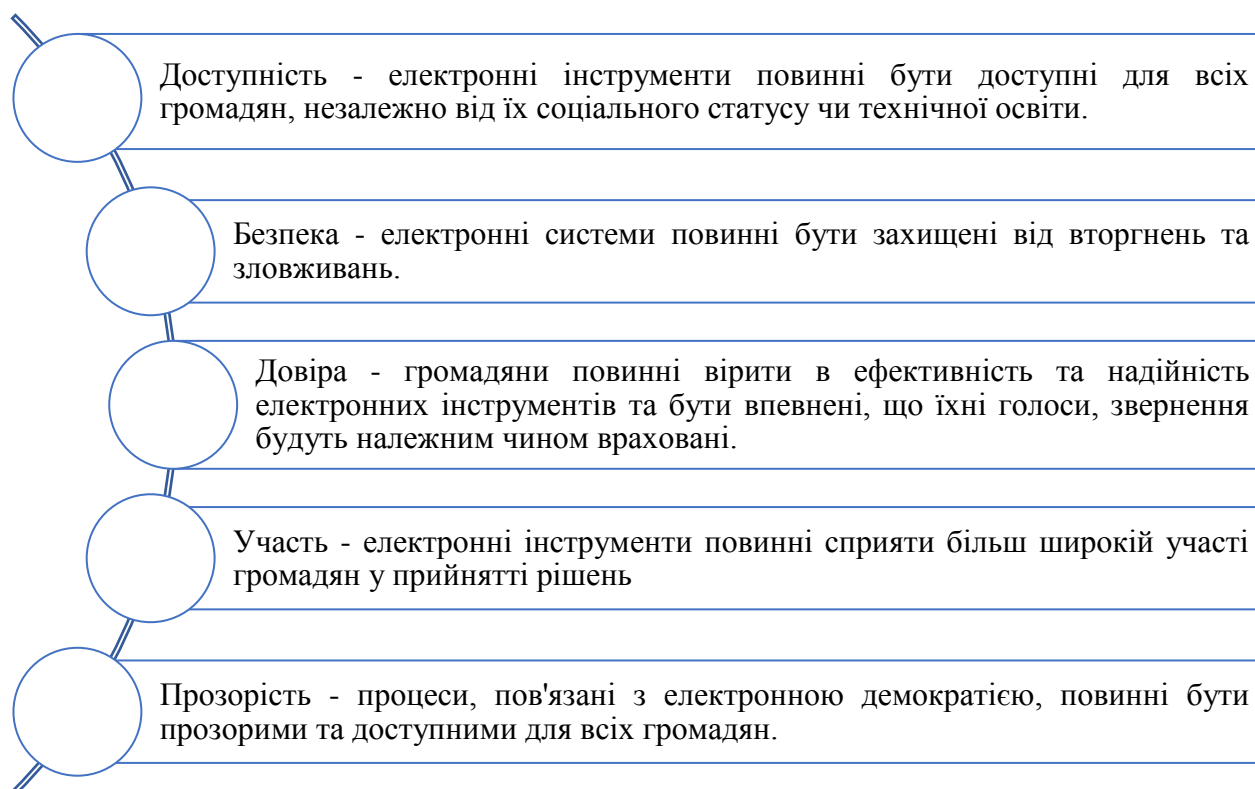 Доступність - електронні інструменти повинні бути доступні для всіх
громадян, незалежно від їх соціального статусу чи технічної освіти.
Безпека - електронні системи повинні бути захищені від вторгнень та
зловживань.
Довіра - громадяни повинні вірити в ефективність та надійність
електронних інструментів та бути впевнені, що їхні голоси, звернення
будуть належним чином враховані.
Участь - електронні інструменти повинні сприяти більш широкій участі
громадян у прийнятті рішень
Прозорість - процеси, пов'язані з електронною демократією, повинні бути
прозорими та доступними для всіх громадян.